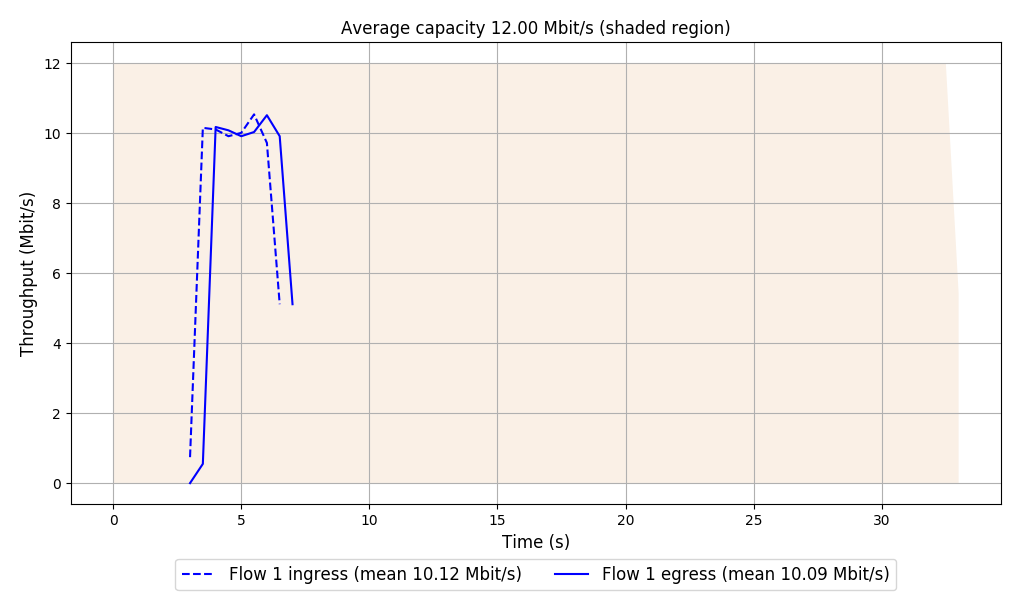 Average capacity 12.00 Mbit/s (shaded region)
Throughput (Mbit/s)
12
10
8
6
4
2
0
0 5 10 15 20 25 30
Time (s)
Flow 1 ingress (mean 10.12 Mbit/s) Flow 1 egress (mean 10.09 Mbit/s)